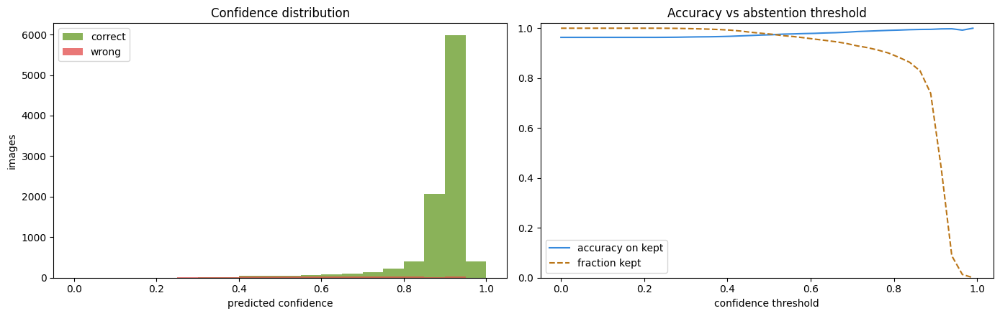 Confidence distribution
correct
wrong
images
6000
5000
4000
3000
2000
1000
0
0.0 0.2 0.4 0.6 0.8 1.0
predicted confidence
Accuracy vs abstention threshold
1.0
0.8
0.6
0.4
0.2
0.0
accuracy on kept
fraction kept
0.0 0.2 0.4 0.6 0.8 1.0
confidence threshold